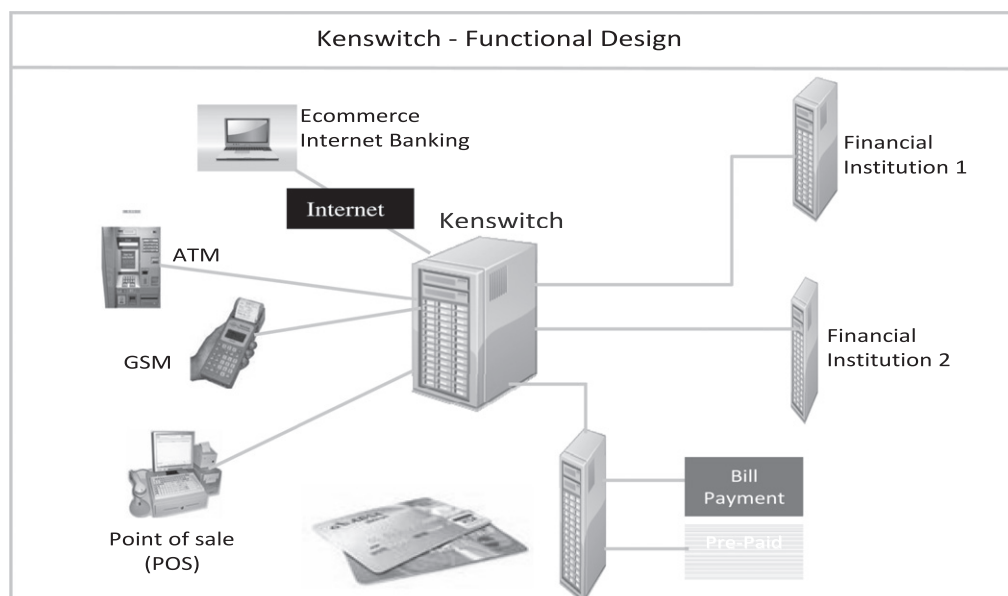 Kenswitch - Functional Design
Ecommerce
Internet Banking
Internet
Kenswitch
Financial
Institution 1
ATM
GSM
Financial
Institution 2
Point of sale
(POS)
Bill
Payment
Pre-Paid